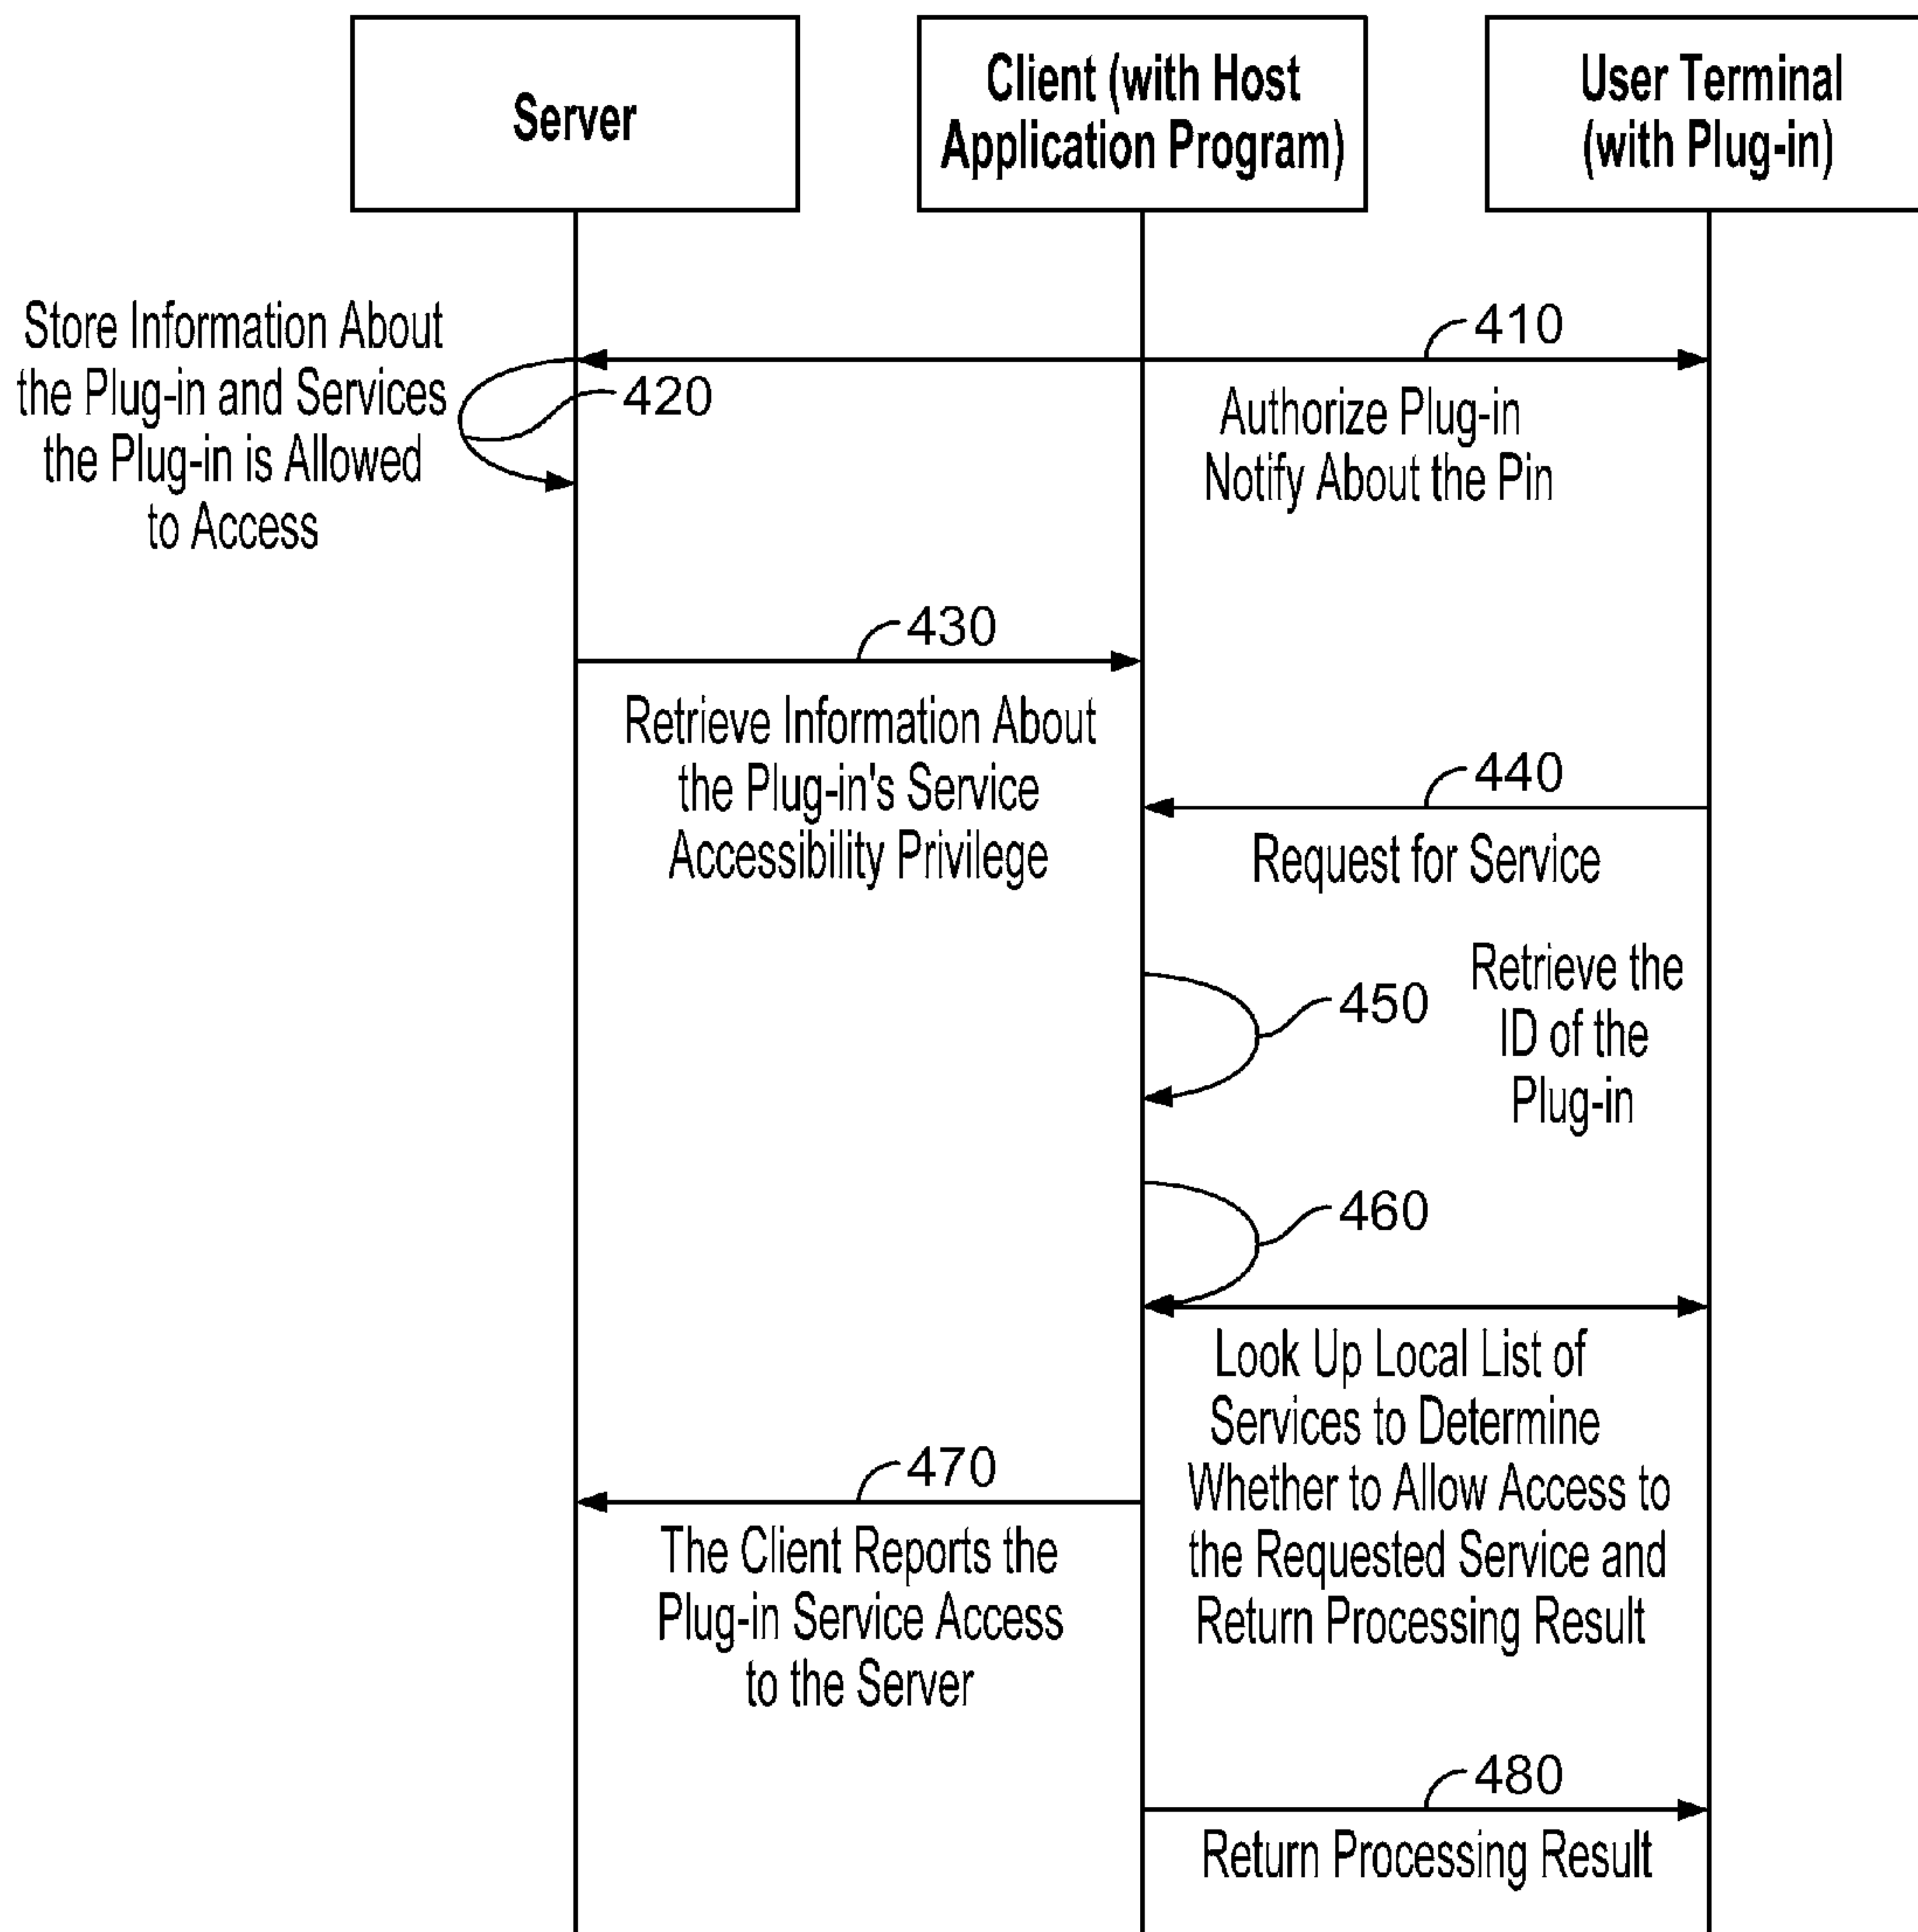 Server
Client (with Host
Application Program)
User Terminal
(with Plug-in)
Store Information About
the Plug-in and Services
the Plug-in is Allowed
to Access
420
410
Authorize Plug-in
Notify About the Pin
430
Retrieve Information About
the Plug-in's Service
Accessibility Privilege
440
Request for Service
450
Retrieve the
ID of the
Plug-in
460
Look Up Local List of
Services to Determine
Whether to Allow Access to
the Requested Service and
Return Processing Result
470
The Client Reports the
Plug-in Service Access
to the Server
480
Return Processing Result